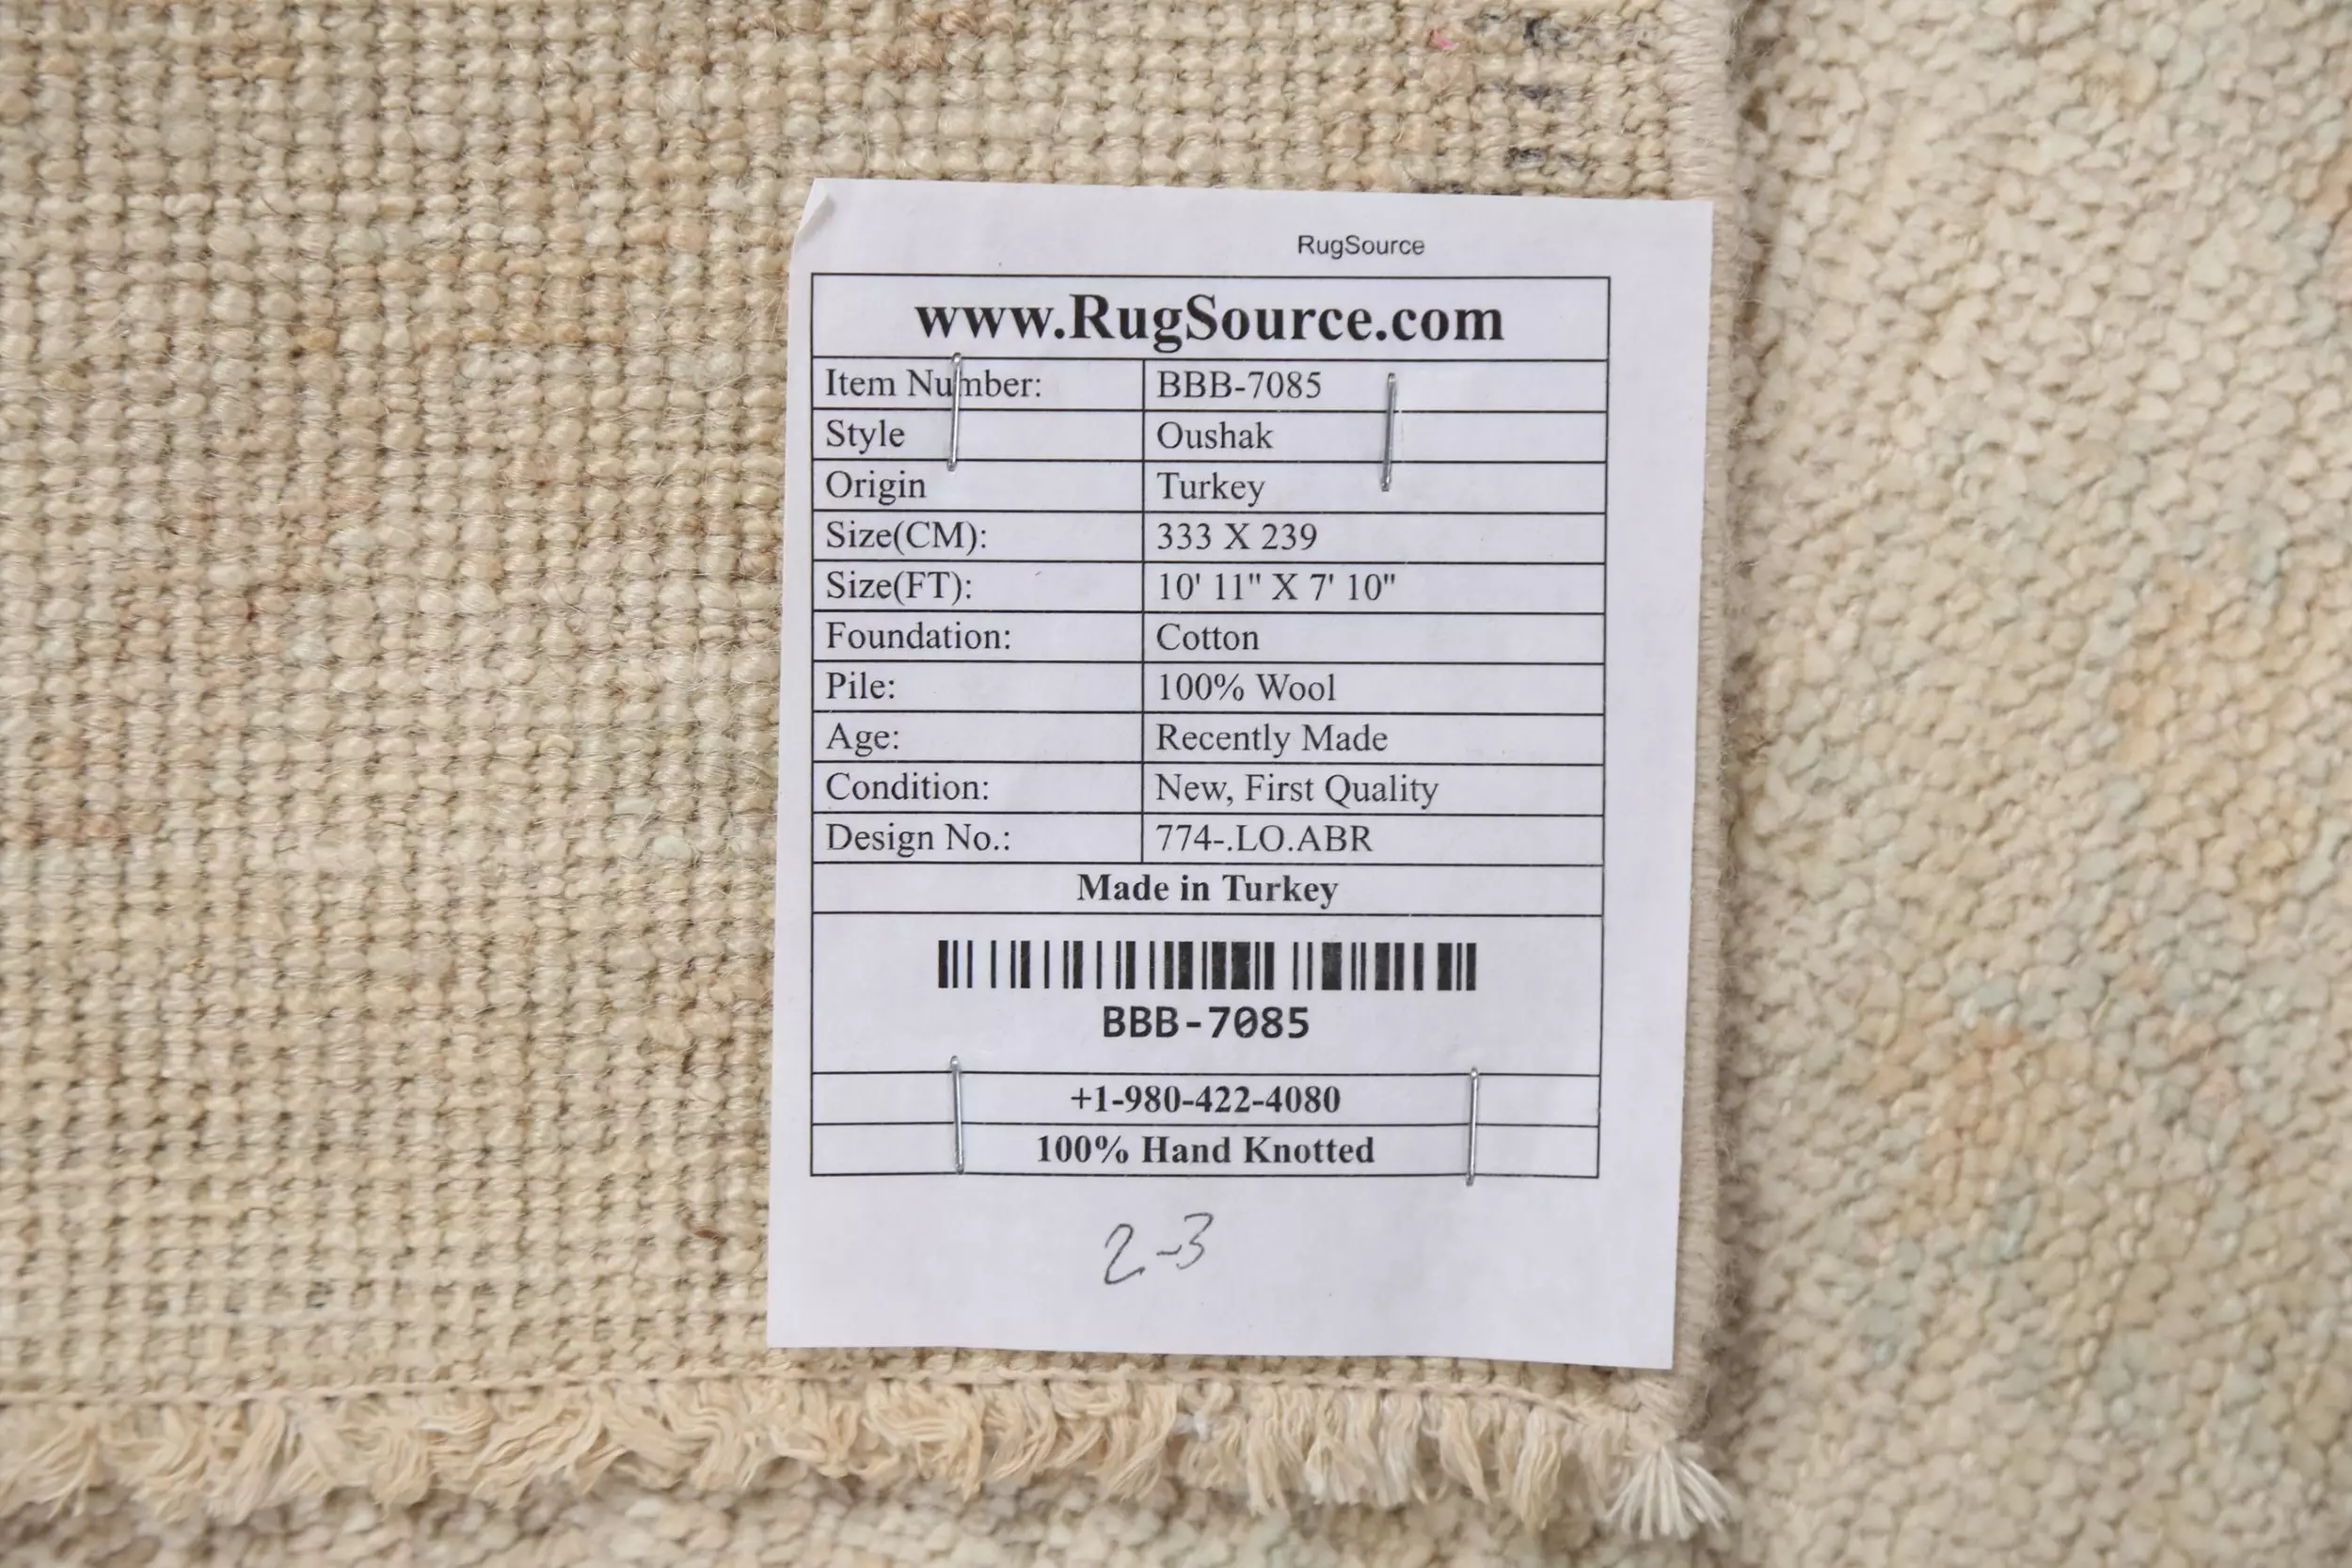 RugSource
www.RugSource.com
Item Number: BBB-7085
Style Oushak
Origin Turkey
Size(CM): 333 X 239
Size(FT): 10' 11" X 7' 10"
Foundation: Cotton
Pile: 100% Wool
Age: Recently Made
Condition: New, First Quality
Design No.: 774-.LO.ABR
Made in Turkey
BBB-7085
+1-980-422-4080
100% Hand Knotted
2-3